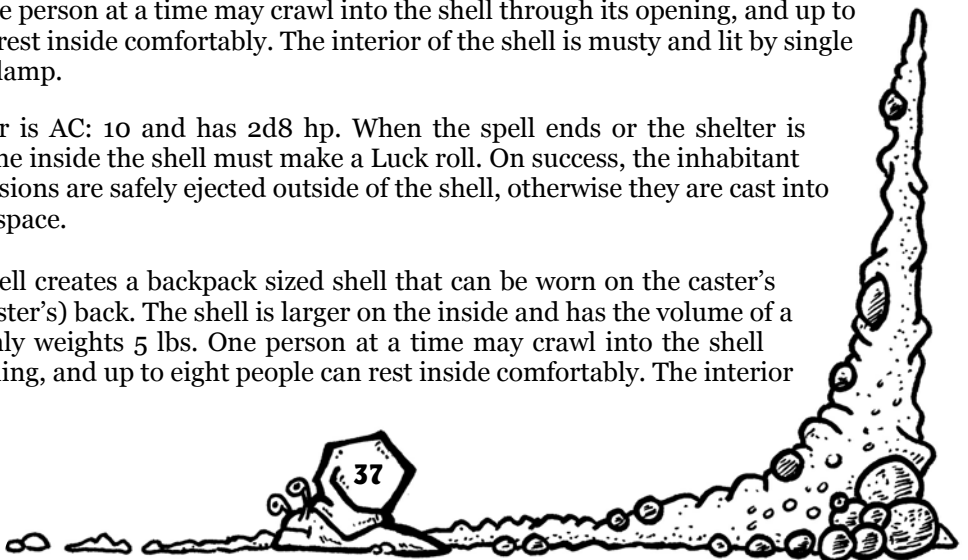 e person at a time may crawl into the shell through its opening, and up to
rest inside comfortably. The interior of the shell is musty and lit by single
lamp.
r is AC: 10 and has 2d8 hp. When the spell ends or the shelter is
ne inside the shell must make a Luck roll. On success, the inhabitant
sions are safely ejected outside of the shell, otherwise they are cast into
space.
ell creates a backpack sized shell that can be worn on the caster’s
ster’s) back. The shell is larger on the inside and has the volume of a
nly weights 5 lbs. One person at a time may crawl into the shell
ing, and up to eight people can rest inside comfortably. The interior
37